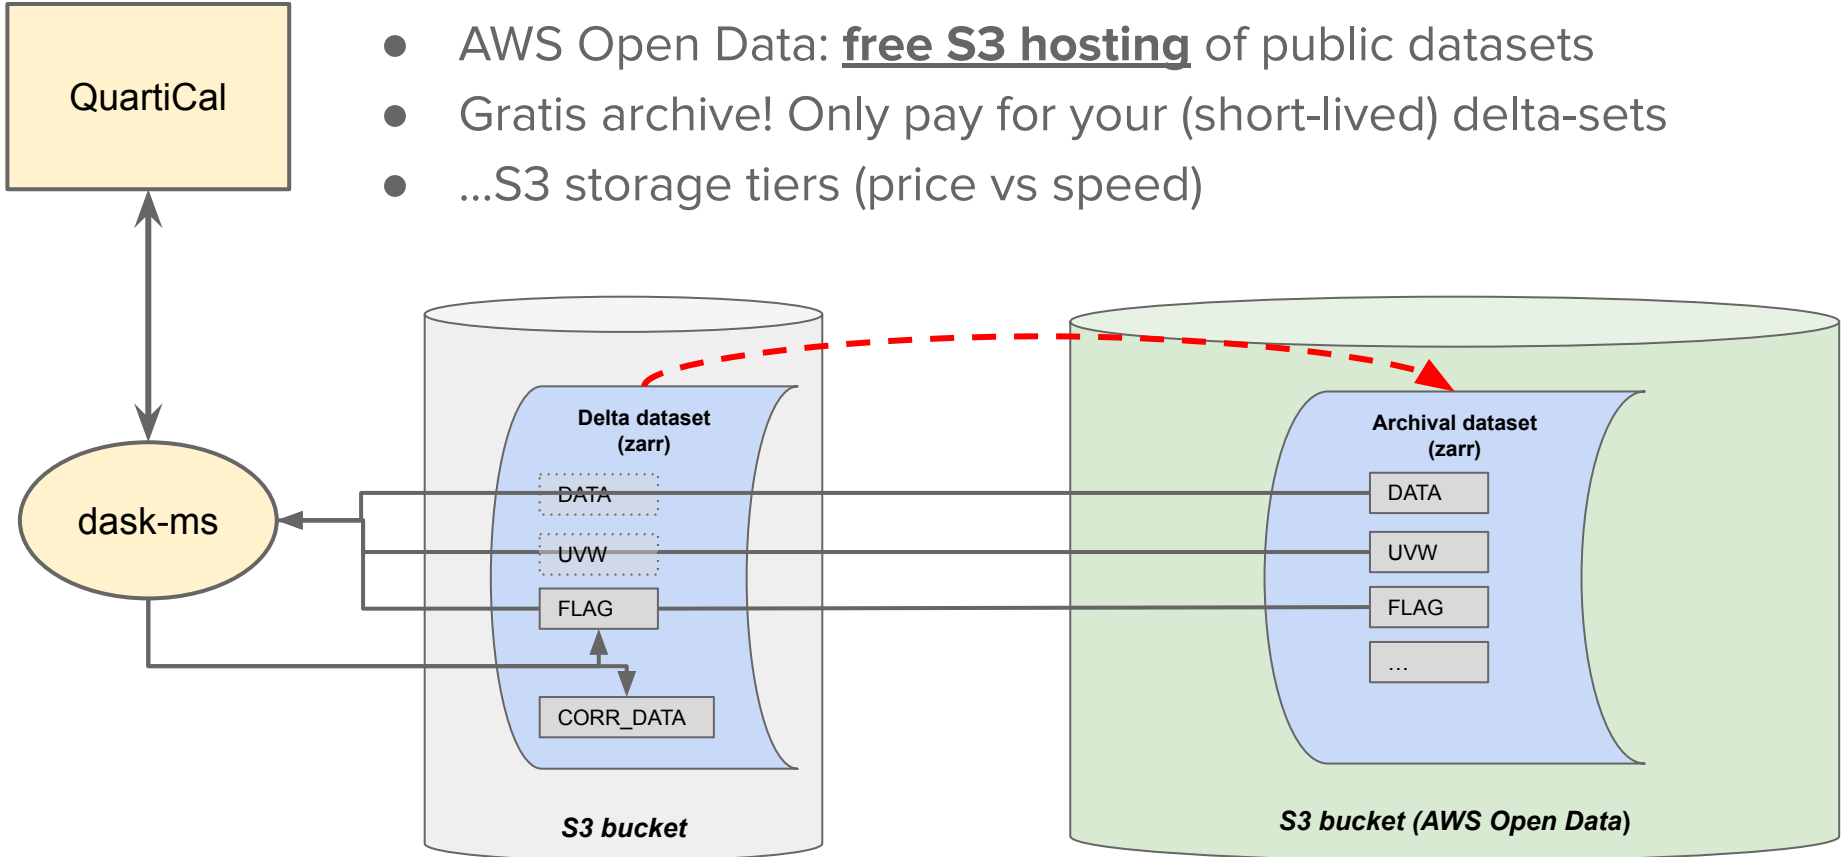 QuartiCal
● AWS Open Data: free S3 hosting of public datasets
● Gratis archive! Only pay for your (short-lived) delta-sets
● ...S3 storage tiers (price vs speed)
dask-ms
Delta dataset
(zarr)
DATA
UVW
FLAG
CORR_DATA
S3 bucket
Archival dataset
(zarr)
DATA
UVW
FLAG
...
S3 bucket (AWS Open Data)